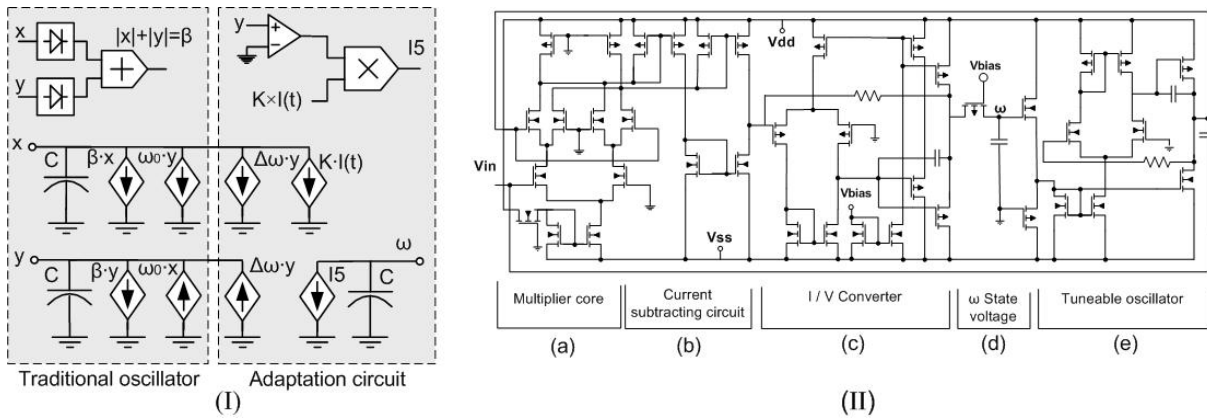 x
y
|x|+|y|=β
y
+
−
I5
K×I(t)
x
C
β·x
ω₀·y
Δω·y
K·I(t)
y
C
β·y
ω₀·x
Δω·y
I5
C
ω
Traditional oscillator
Adaptation circuit
(I)
Vdd
Vbias
ω
Vin
Vbias
Vss
Multiplier core
Current
subtracting circuit
I / V Converter
ω State
voltage
Tuneable oscillator
(a)
(b)
(c)
(d)
(e)
(II)